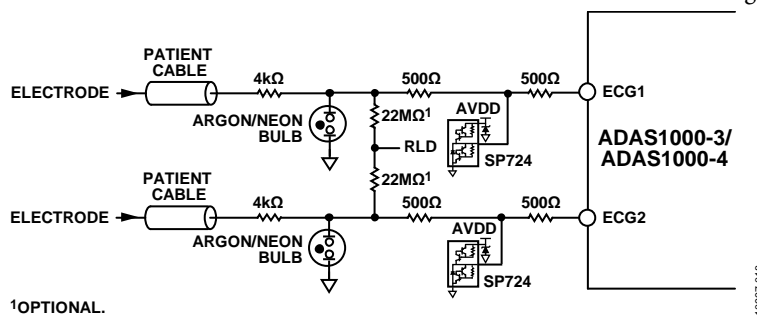 g
PATIENT
CABLE
4kΩ
500Ω
500Ω
ELECTRODE
ECG1
AVDD
ARGON/NEON
BULB
22MΩ1
RLD
SP724
ADAS1000-3/
ADAS1000-4
PATIENT
CABLE
22MΩ1
4kΩ
500Ω
500Ω
ELECTRODE
ECG2
AVDD
ARGON/NEON
BULB
SP724
1OPTIONAL.